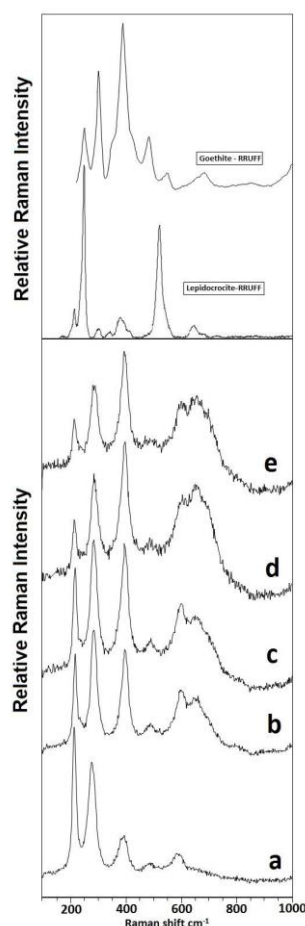 Relative Raman Intensity
Goethite - RRUFF
Lepidocrocite-RRUFF
Relative Raman Intensity
e
d
c
b
a
200 400 600 800 1000
Raman shift cm-1